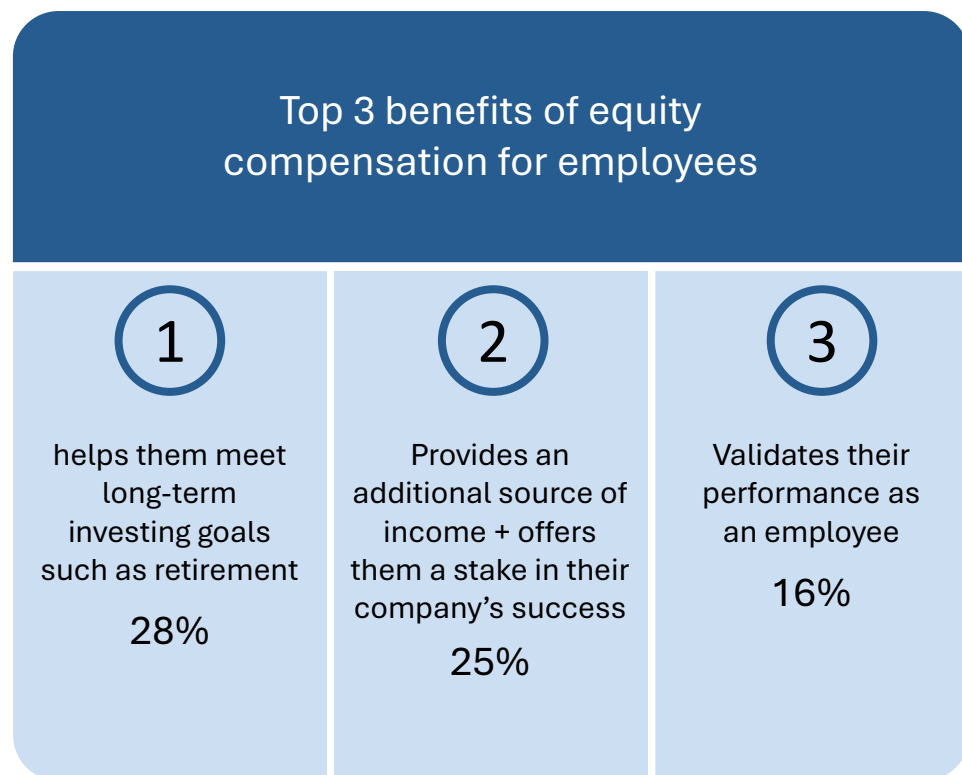 Top 3 benefits of equity
compensation for employees
1
helps them meet
long-term
investing goals
such as retirement
28%
2
Provides an
additional source of
income + offers
them a stake in their
company’s success
25%
3
Validates their
performance as
an employee
16%